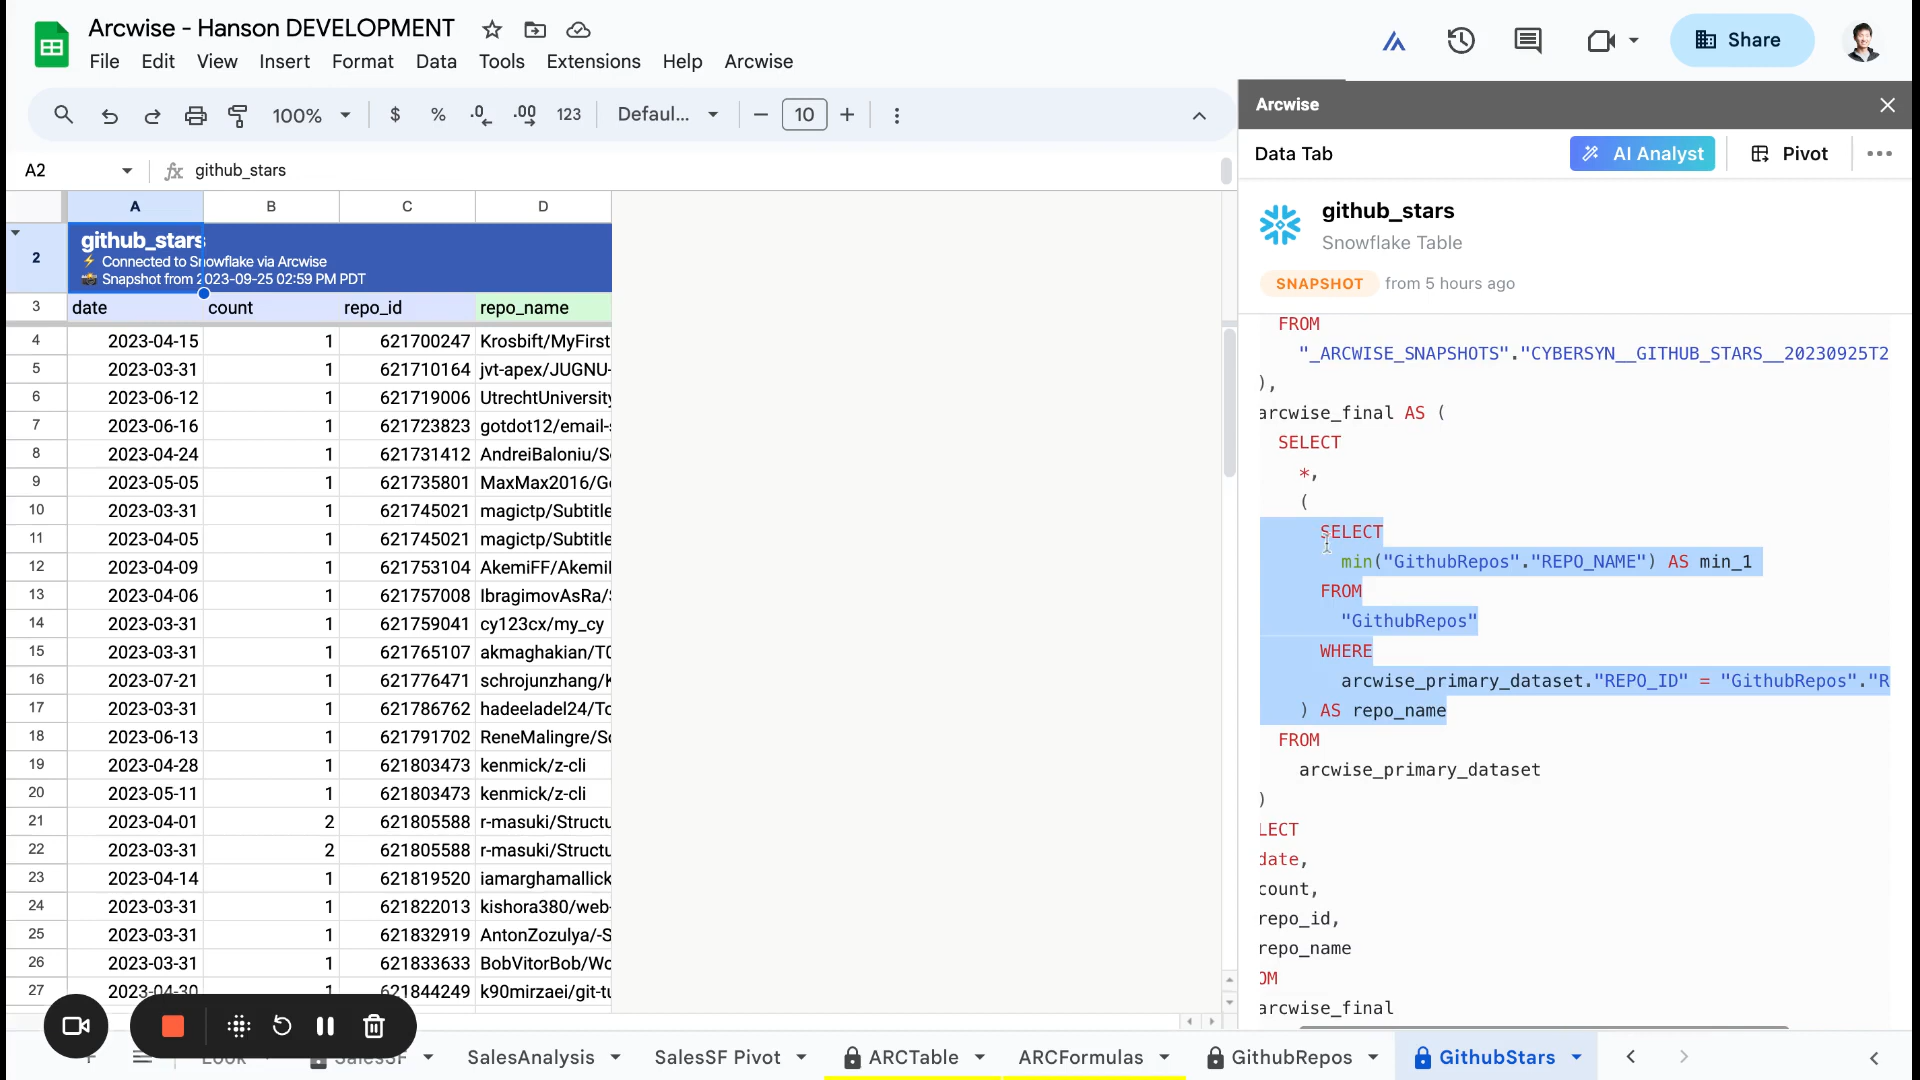 Arcwise - Hanson DEVELOPMENT
File Edit View Insert Format Data Tools Extensions Help Arcwise
Share
100% $ % .0 .00 123 Defaul... 10
A2 github_stars
A B C D
2 github_stars
Connected to Snowflake via Arcwise
Snapshot from 2023-09-25 02:59 PM PDT
3 date count repo_id repo_name
4 2023-04-15 1 621700247 Krosbift/MyFirst
5 2023-03-31 1 621710164 jvt-apex/JUGNU-
6 2023-06-12 1 621719006 UtrechtUniversity
7 2023-06-16 1 621723823 gotdot12/email-s
8 2023-04-24 1 621731412 AndreiBaloniu/So
9 2023-05-05 1 621735801 MaxMax2016/Ge
10 2023-03-31 1 621745021 magictp/Subtitle
11 2023-04-05 1 621745021 magictp/Subtitle
12 2023-04-09 1 621753104 AkemiFF/Akemi
13 2023-04-06 1 621757008 IbragimovAsRa/
14 2023-03-31 1 621759041 cy123cx/my_cy
15 2023-03-31 1 621765107 akmaghakian/T0
16 2023-07-21 1 621776471 schrojunzhang/K
17 2023-03-31 1 621786762 hadeeladel24/To
18 2023-06-13 1 621791702 ReneMalingre/So
19 2023-04-28 1 621803473 kenmick/z-cli
20 2023-05-11 1 621803473 kenmick/z-cli
21 2023-04-01 2 621805588 r-masuki/Structu
22 2023-03-31 2 621805588 r-masuki/Structu
23 2023-04-14 1 621819520 iamarghamallick
24 2023-03-31 1 621822013 kishora380/web-
25 2023-03-31 1 621832919 AntonZozulya/-S
26 2023-03-31 1 621833633 BobVitorBob/Wo
27 2023-04-30 1 621844249 k90mirzaei/git-tu
Arcwise
Data Tab AI Analyst Pivot
github_stars
Snowflake Table
SNAPSHOT from 5 hours ago
FROM
"_ARCWISE_SNAPSHOTS"."CYBERSYN__GITHUB_STARS__20230925T2
),
arcwise_final AS (
SELECT
*,
(
SELECT
min("GithubRepos"."REPO_NAME") AS min_1
FROM
"GithubRepos"
WHERE
arcwise_primary_dataset."REPO_ID" = "GithubRepos"."R
) AS repo_name
FROM
arcwise_primary_dataset
)
LECT
date,
count,
repo_id,
repo_name
OM
arcwise_final
Look SalesSF SalesAnalysis SalesSF Pivot ARCTable ARCFormulas GithubRepos GithubStars